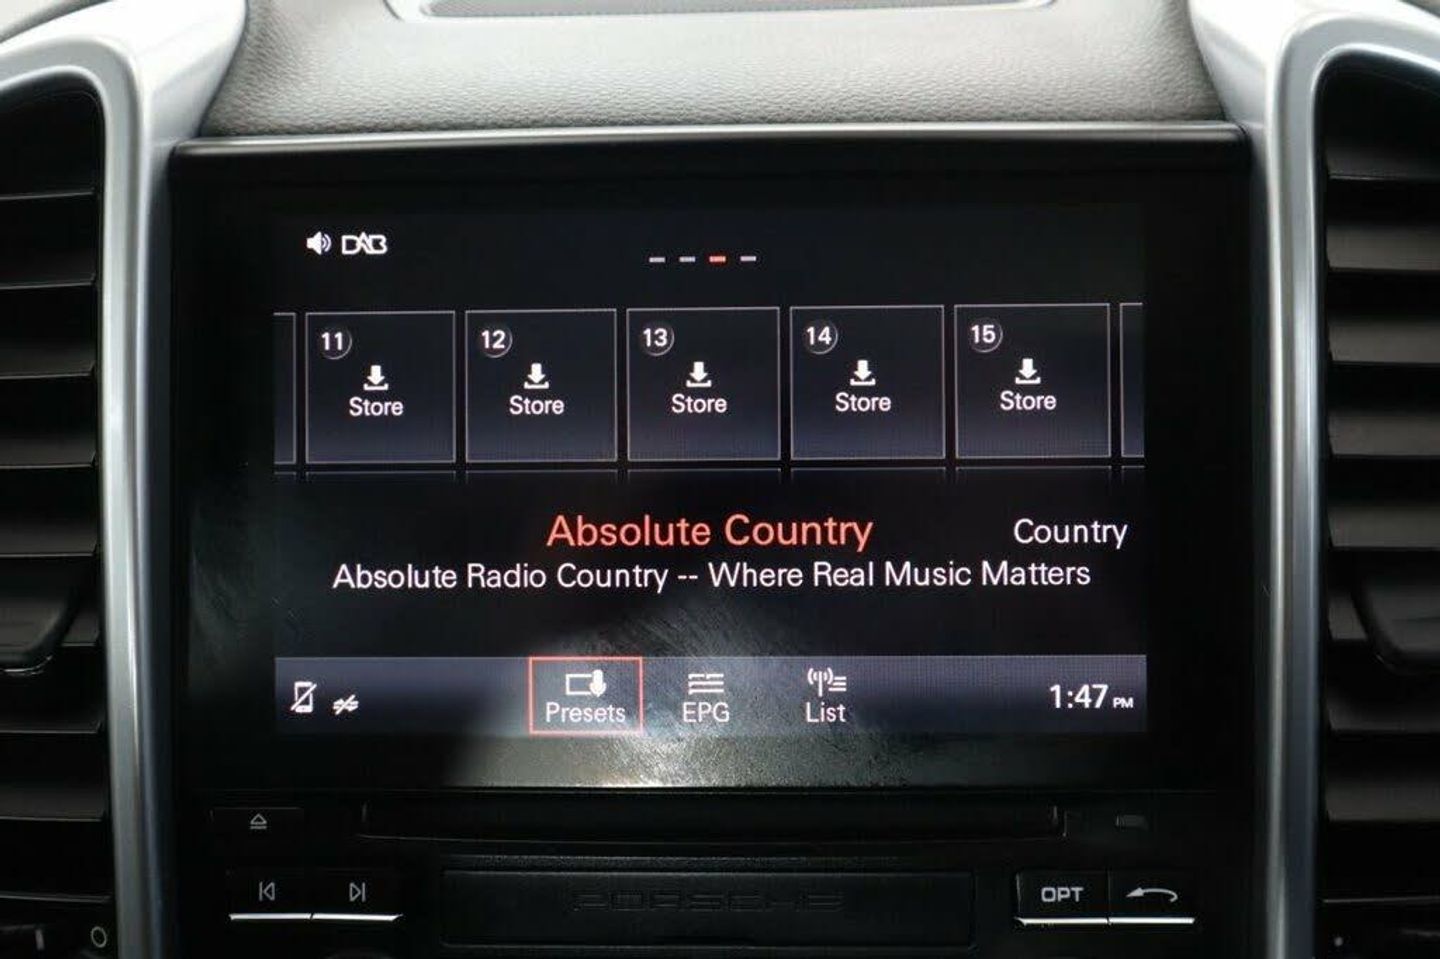 DAB
11 12 13 14 15
Store Store Store Store Store
Absolute Country Country
Absolute Radio Country -- Where Real Music Matters
Presets EPG List 1:47 PM
PORSCHE
OPT